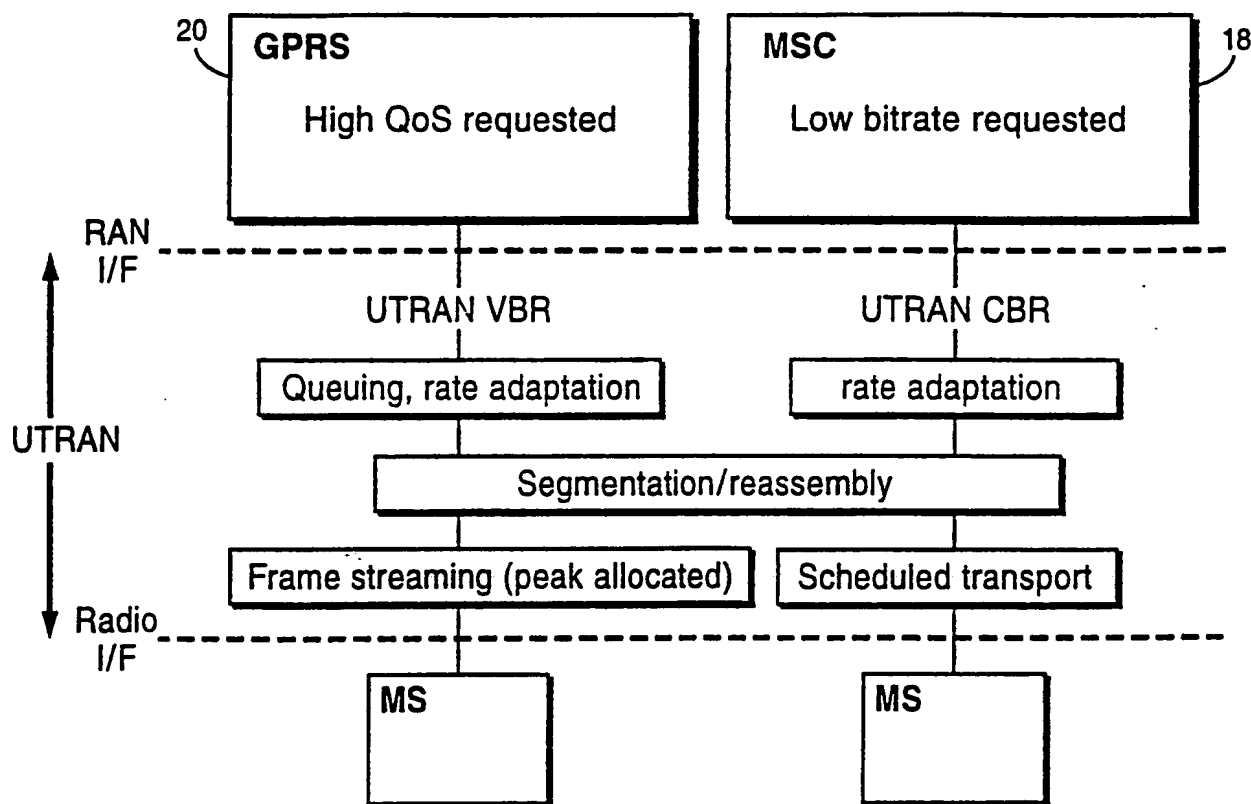 20
GPRS
High QoS requested
MSC
Low bitrate requested
18
RAN
I/F
UTRAN VBR
UTRAN CBR
Queuing, rate adaptation
rate adaptation
UTRAN
Segmentation/reassembly
Frame streaming (peak allocated)
Scheduled transport
Radio
I/F
MS
MS